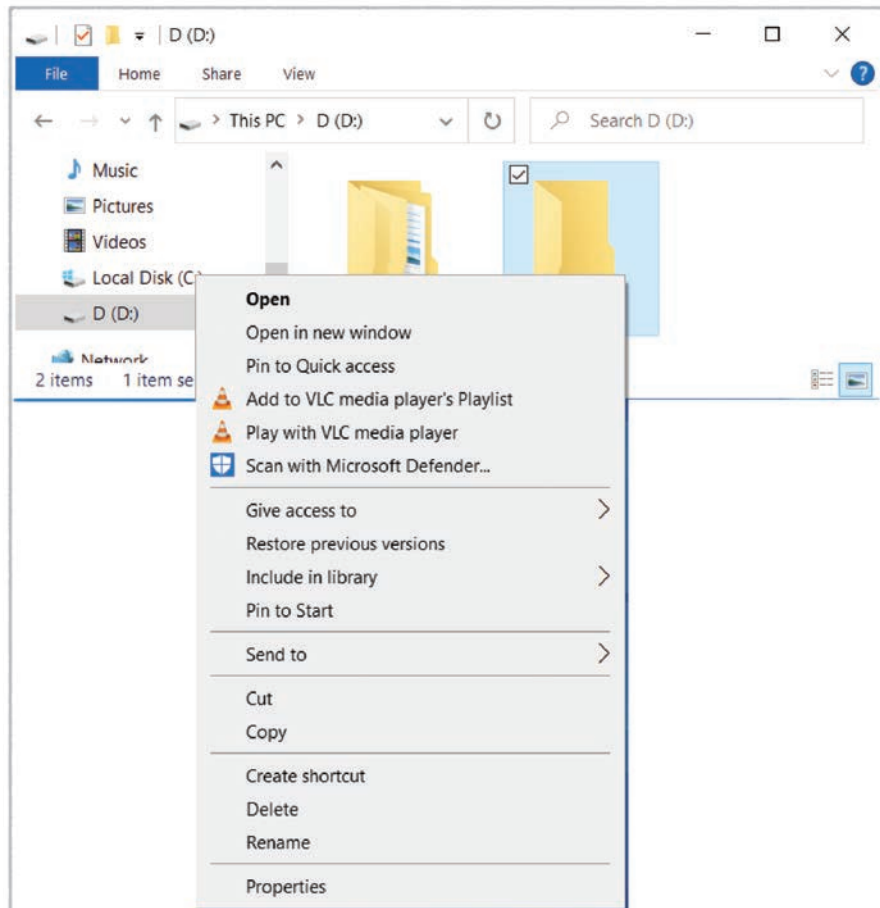 D (D:)
File Home Share View
This PC > D (D:) Search D (D:)
Music
Pictures
Videos
Local Disk (C:)
D (D:)
Network
2 items 1 item se
Open
Open in new window
Pin to Quick access
Add to VLC media player's Playlist
Play with VLC media player
Scan with Microsoft Defender...
Give access to
Restore previous versions
Include in library
Pin to Start
Send to
Cut
Copy
Create shortcut
Delete
Rename
Properties